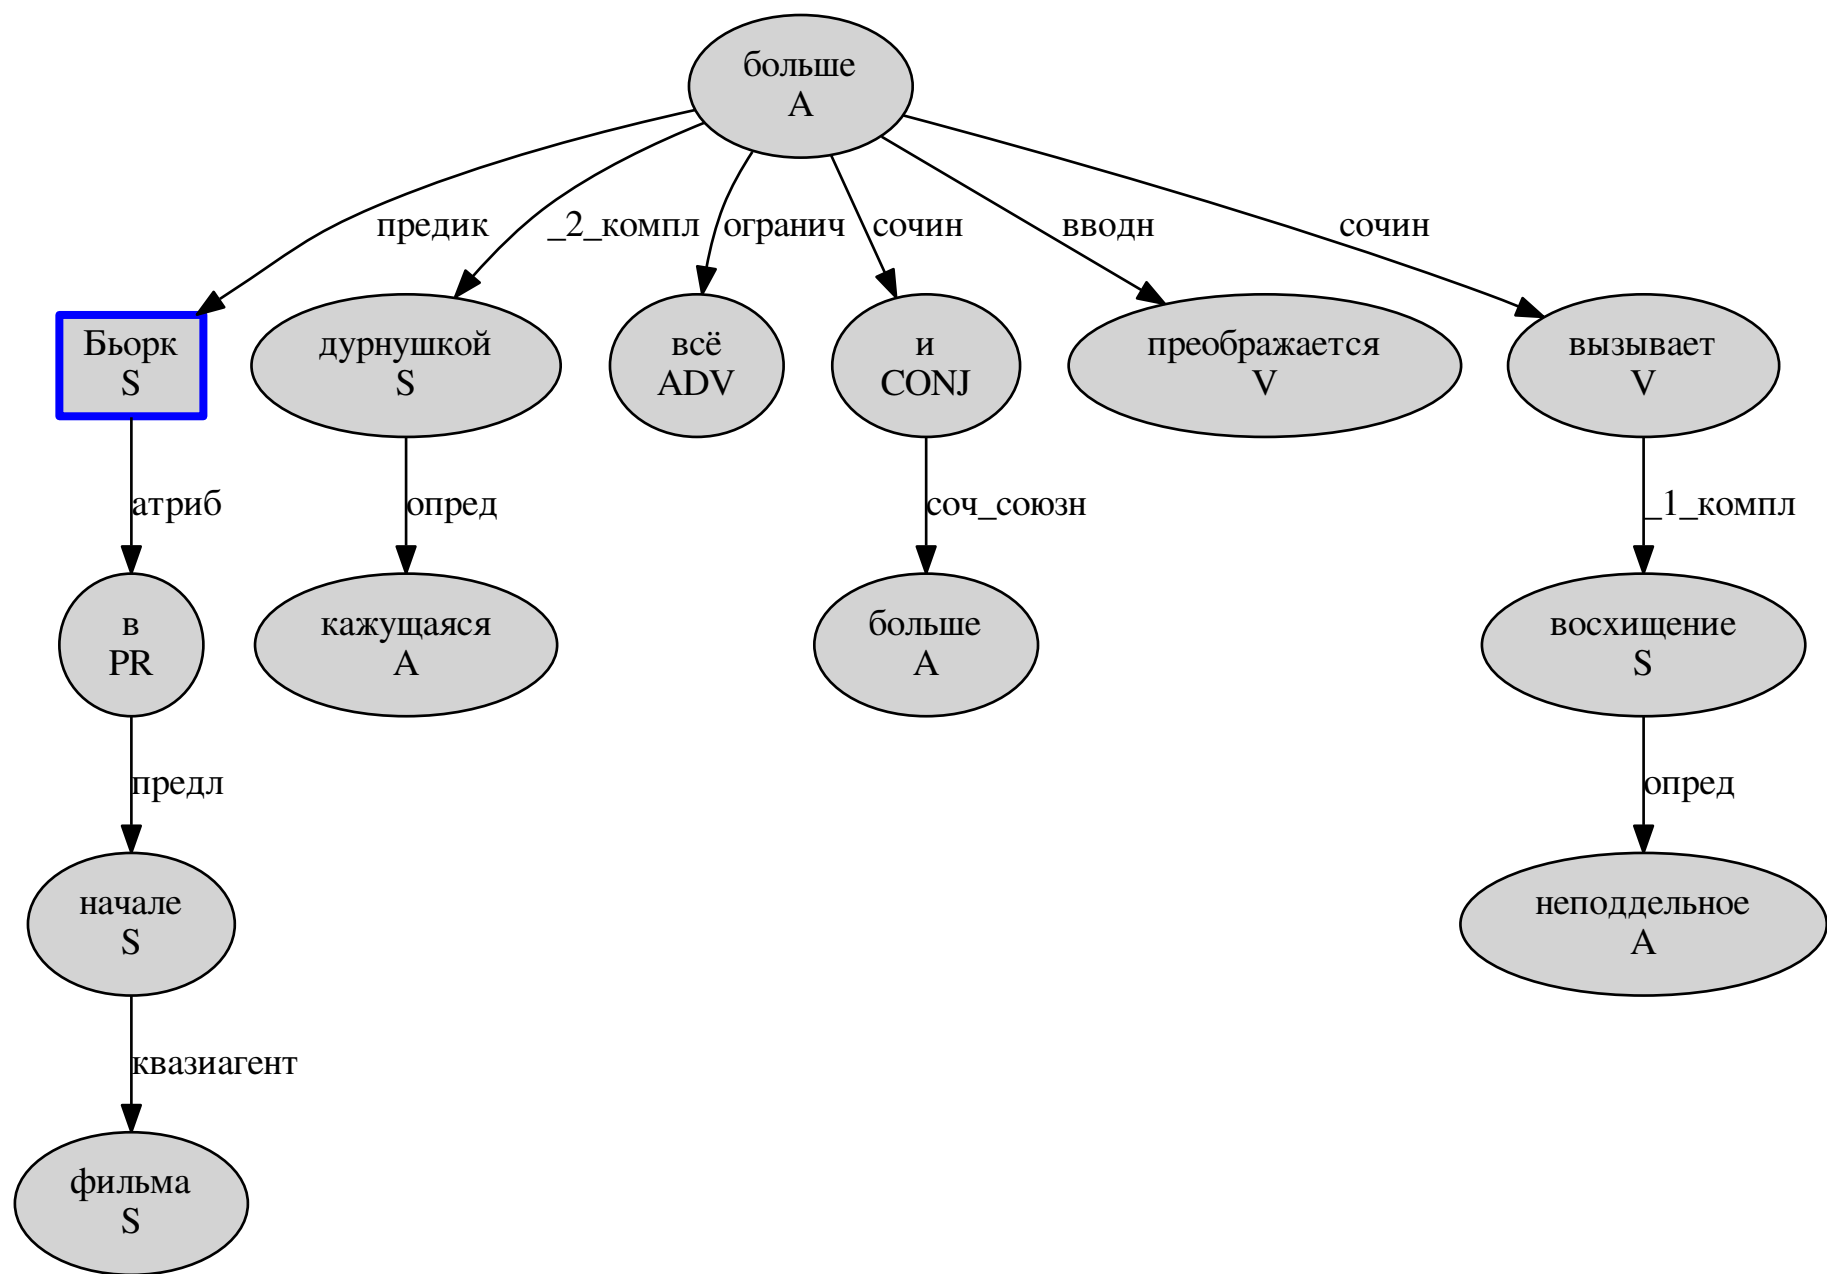 больше
A
предик
_2_компл
огранич
сочин
вводн
сочин
Бьорк
S
дурнушкой
S
всё
ADV
и
CONJ
преображается
V
вызывает
V
атриб
опред
соч_союзн
_1_компл
в
PR
кажущаяся
A
больше
A
восхищение
S
предл
опред
начале
S
неподдельное
A
квазиагент
фильма
S